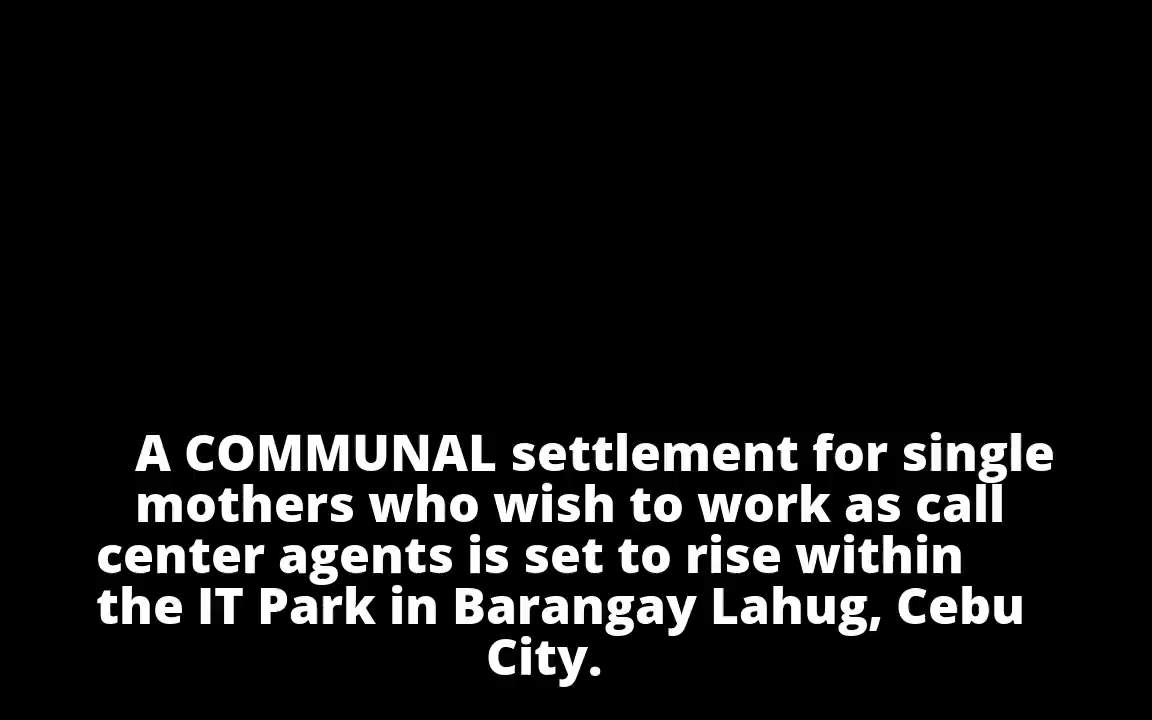 A COMMUNAL settlement for single
mothers who wish to work as call
center agents is set to rise within
the IT Park in Barangay Lahug, Cebu
City.